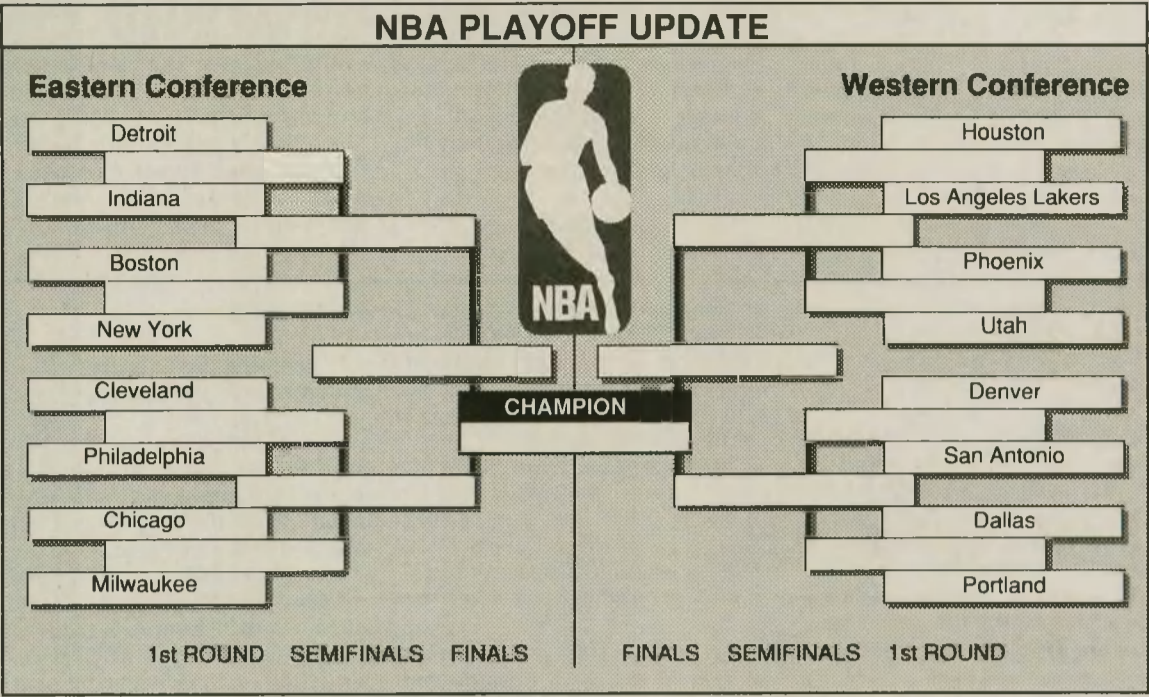 NBA PLAYOFF UPDATE
Eastern Conference
Detroit
Indiana
Boston
New York
Cleveland
Philadelphia
Chicago
Milwaukee
1st ROUND SEMIFINALS FINALS
NBA
CHAMPION
Western Conference
Houston
Los Angeles Lakers
Phoenix
Utah
Denver
San Antonio
Dallas
Portland
FINALS SEMIFINALS 1st ROUND